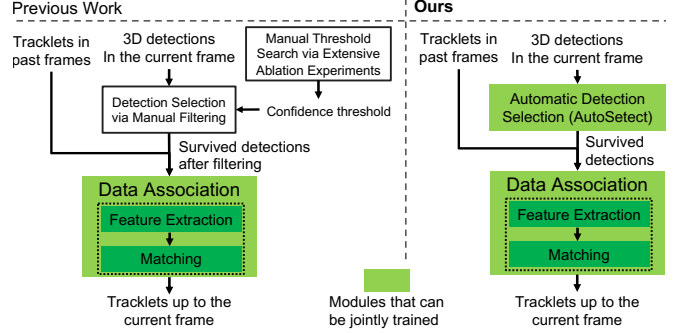 Previous Work
Tracklets in
past frames
3D detections
In the current frame
Manual Threshold
Search via Extensive
Ablation Experiments
Detection Selection
via Manual Filtering
Confidence threshold
Survived detections
after filtering
Data Association
Feature Extraction
Matching
Tracklets up to the
current frame
Modules that can
be jointly trained
Ours
Tracklets in
past frames
3D detections
In the current frame
Automatic Detection
Selection (AutoSetect)
Survived
detections
Data Association
Feature Extraction
Matching
Tracklets up to the
current frame